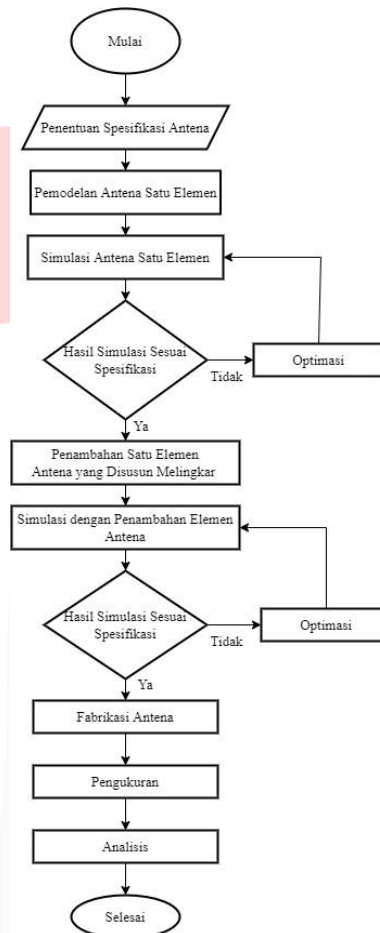 Mulai
Penentuan Spesifikasi Antena
Pemodelan Antena Satu Elemen
Simulasi Antena Satu Elemen
Hasil Simulasi Sesuai
Spesifikasi
Tidak
Optimasi
Ya
Penambahan Satu Elemen
Antena yang Disusun Melingkar
Simulasi dengan Penambahan Elemen
Antena
Hasil Simulasi Sesuai
Spesifikasi
Tidak
Optimasi
Ya
Fabrikasi Antena
Pengukuran
Analisis
Selesai